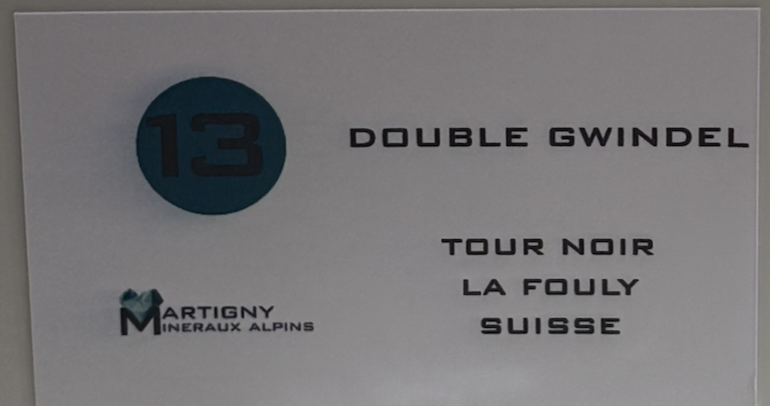 13
DOUBLE GWINDEL
TOUR NOIR
LA FOULY
SUISSE
MARTIGNY
MINERAUX ALPINS